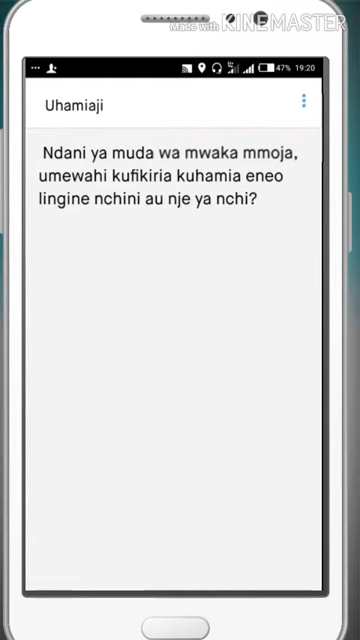 Made with KINEMASTER
47% 19:20
Uhamiaji
Ndani ya muda wa mwaka mmoja,
umewahi kufikiria kuhamia eneo
lingine nchini au nje ya nchi?